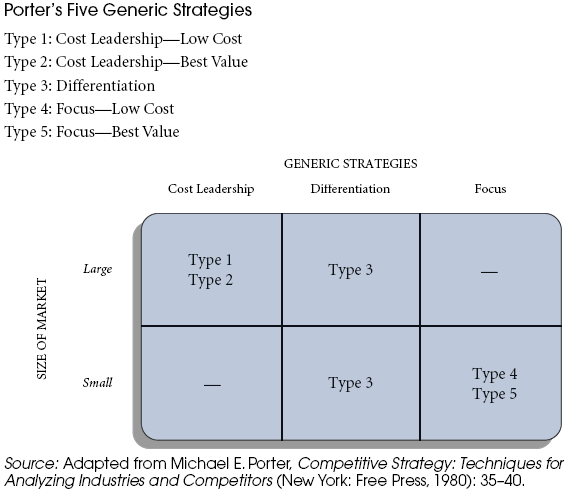 Porter's Five Generic Strategies
Type 1: Cost Leadership—Low Cost
Type 2: Cost Leadership—Best Value
Type 3: Differentiation
Type 4: Focus—Low Cost
Type 5: Focus—Best Value
GENERIC STRATEGIES
Cost Leadership Differentiation Focus
SIZE OF MARKET
Large
Type 1
Type 2
Type 3
—
Small
—
Type 3
Type 4
Type 5
Source: Adapted from Michael E. Porter, Competitive Strategy: Techniques for
Analyzing Industries and Competitors (New York: Free Press, 1980): 35–40.